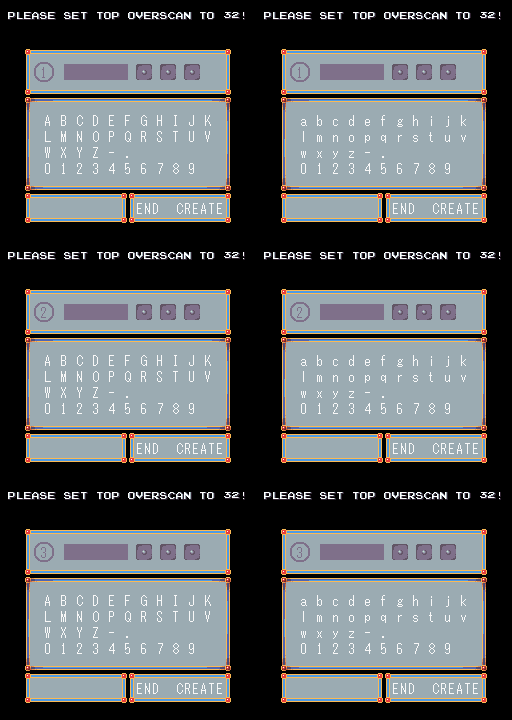 PLEASE SET TOP OVERSCAN TO 32!
1
A B C D E F G H I J K
L M N O P Q R S T U V
W X Y Z - .
0 1 2 3 4 5 6 7 8 9
END CREATE
PLEASE SET TOP OVERSCAN TO 32!
1
a b c d e f g h i j k
l m n o p q r s t u v
w x y z - .
0 1 2 3 4 5 6 7 8 9
END CREATE
PLEASE SET TOP OVERSCAN TO 32!
2
A B C D E F G H I J K
L M N O P Q R S T U V
W X Y Z - .
0 1 2 3 4 5 6 7 8 9
END CREATE
PLEASE SET TOP OVERSCAN TO 32!
2
a b c d e f g h i j k
l m n o p q r s t u v
w x y z - .
0 1 2 3 4 5 6 7 8 9
END CREATE
PLEASE SET TOP OVERSCAN TO 32!
3
A B C D E F G H I J K
L M N O P Q R S T U V
W X Y Z - .
0 1 2 3 4 5 6 7 8 9
END CREATE
PLEASE SET TOP OVERSCAN TO 32!
3
a b c d e f g h i j k
l m n o p q r s t u v
w x y z - .
0 1 2 3 4 5 6 7 8 9
END CREATE